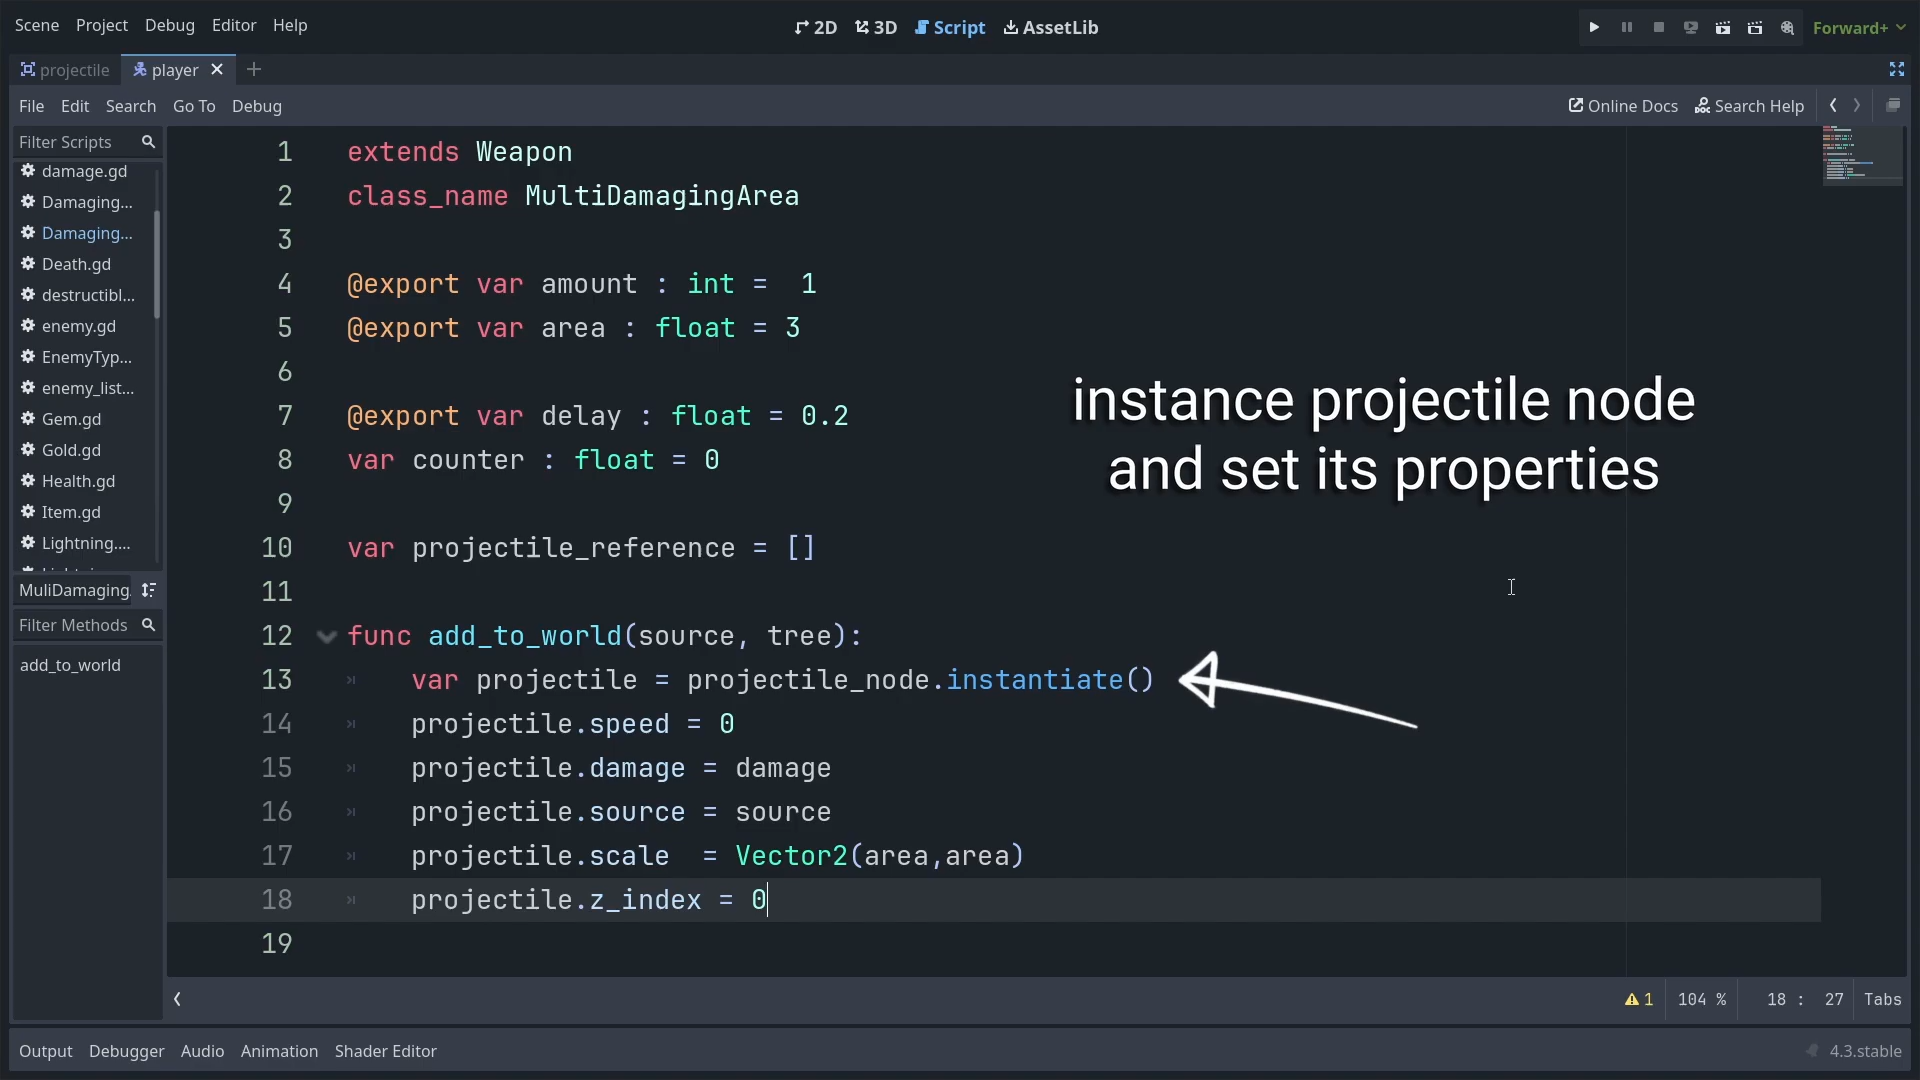 Scene Project Debug Editor Help
2D 3D Script AssetLib
Forward+
projectile player
File Edit Search Go To Debug
Online Docs Search Help
Filter Scripts
damage.gd
Damaging...
Damaging...
Death.gd
destructibl...
enemy.gd
EnemyTyp...
enemy_list...
Gem.gd
Gold.gd
Health.gd
Item.gd
Lightning....
MuliDamaging
Filter Methods
add_to_world
1 extends Weapon
2 class_name MultiDamagingArea
3
4 @export var amount : int =  1
5 @export var area : float = 3
6
7 @export var delay : float = 0.2
8 var counter : float = 0
9
10 var projectile_reference = []
11
12 func add_to_world(source, tree):
13 var projectile = projectile_node.instantiate()
14 projectile.speed = 0
15 projectile.damage = damage
16 projectile.source = source
17 projectile.scale  = Vector2(area,area)
18 projectile.z_index = 0
19
instance projectile node
and set its properties
1 104 % 18 : 27 Tabs
Output Debugger Audio Animation Shader Editor
4.3.stable